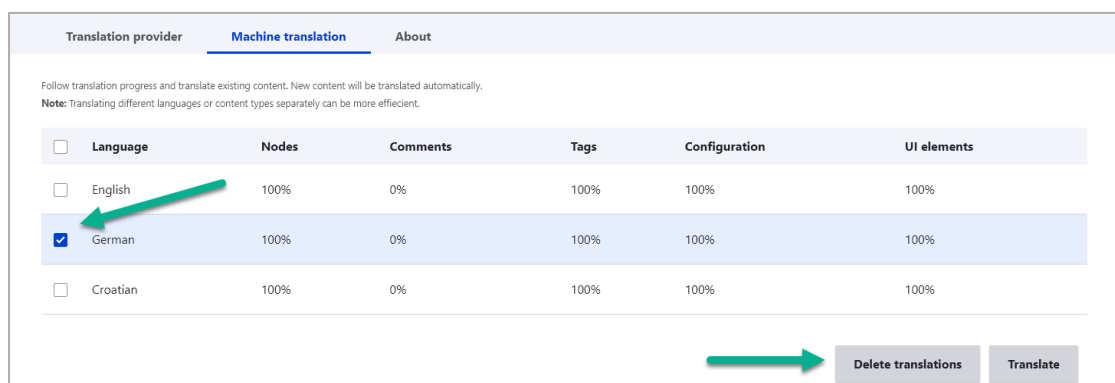 Translation provider Machine translation About
Follow translation progress and translate existing content. New content will be translated automatically.
Note: Translating different languages or content types separately can be more effiecient.
Language Nodes Comments Tags Configuration UI elements
English 100% 0% 100% 100% 100%
German 100% 0% 100% 100% 100%
Croatian 100% 0% 100% 100% 100%
Delete translations Translate